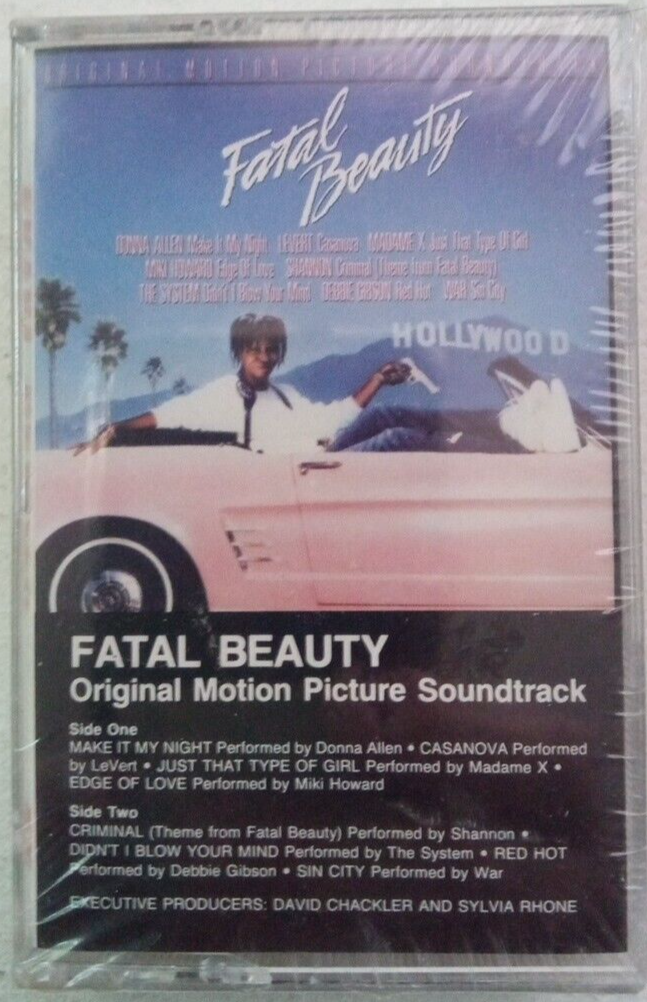 ORIGINAL MOTION PICTURE SOUNDTRACK
Fatal
Beauty
DONNA ALLEN Make It My Night LEVERT Casanova MADAME X Just That Type Of Girl
MIKI HOWARD Edge Of Love SHANNON Criminal (Theme from Fatal Beauty)
THE SYSTEM Didn't I Blow Your Mind DEBBIE GIBSON Red Hot WAR Sin City
HOLLYWOOD
FATAL BEAUTY
Original Motion Picture Soundtrack
Side One
MAKE IT MY NIGHT Performed by Donna Allen • CASANOVA Performed
by LeVert • JUST THAT TYPE OF GIRL Performed by Madame X •
EDGE OF LOVE Performed by Miki Howard
Side Two
CRIMINAL (Theme from Fatal Beauty) Performed by Shannon •
DIDN'T I BLOW YOUR MIND Performed by The System • RED HOT
Performed by Debbie Gibson • SIN CITY Performed by War
EXECUTIVE PRODUCERS: DAVID CHACKLER AND SYLVIA RHONE